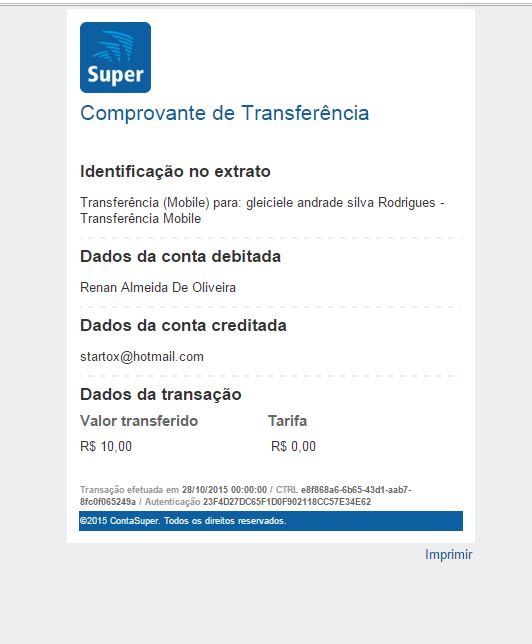 Super
Comprovante de Transferência
Identificação no extrato
Transferência (Mobile) para: gleiciele andrade silva Rodrigues -
Transferência Mobile
Dados da conta debitada
Renan Almeida De Oliveira
Dados da conta creditada
startox@hotmail.com
Dados da transação
Valor transferido Tarifa
R$ 10,00 R$ 0,00
Transação efetuada em 28/10/2015 00:00:00 / CTRL e8f868a6-6b65-43d1-aab7-
8fc0f065249a / Autenticação 23F4D27DC65F1D0F902118CC57E34E62
©2015 ContaSuper. Todos os direitos reservados.
Imprimir